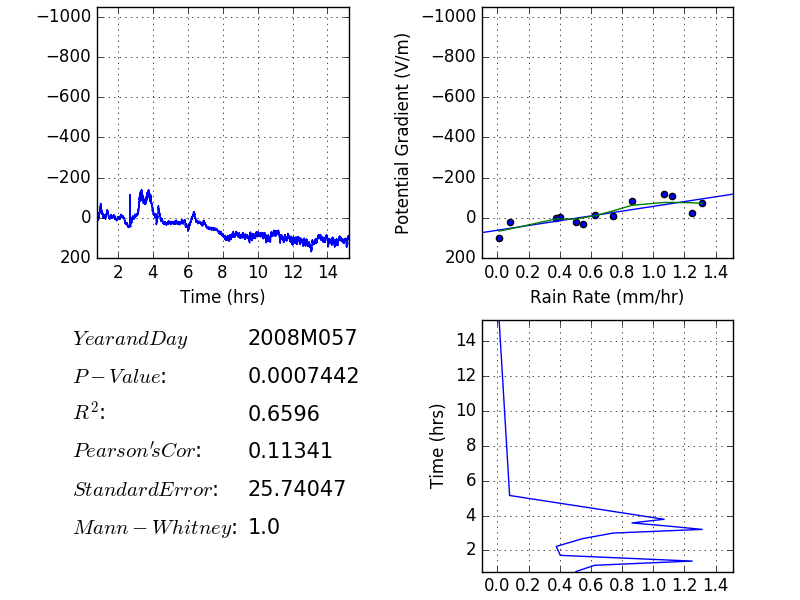 −1000
−800
−600
−400
−200
0
200
2 4 6 8 10 12 14
Time (hrs)
Potential Gradient (V/m)
−1000
−800
−600
−400
−200
0
200
0.0 0.2 0.4 0.6 0.8 1.0 1.2 1.4
Rain Rate (mm/hr)
YearandDay 2008M057
P − Value: 0.0007442
R²: 0.6596
Pearson'sCor: 0.11341
StandardError: 25.74047
Mann − Whitney: 1.0
Time (hrs)
14
12
10
8
6
4
2
0.0 0.2 0.4 0.6 0.8 1.0 1.2 1.4